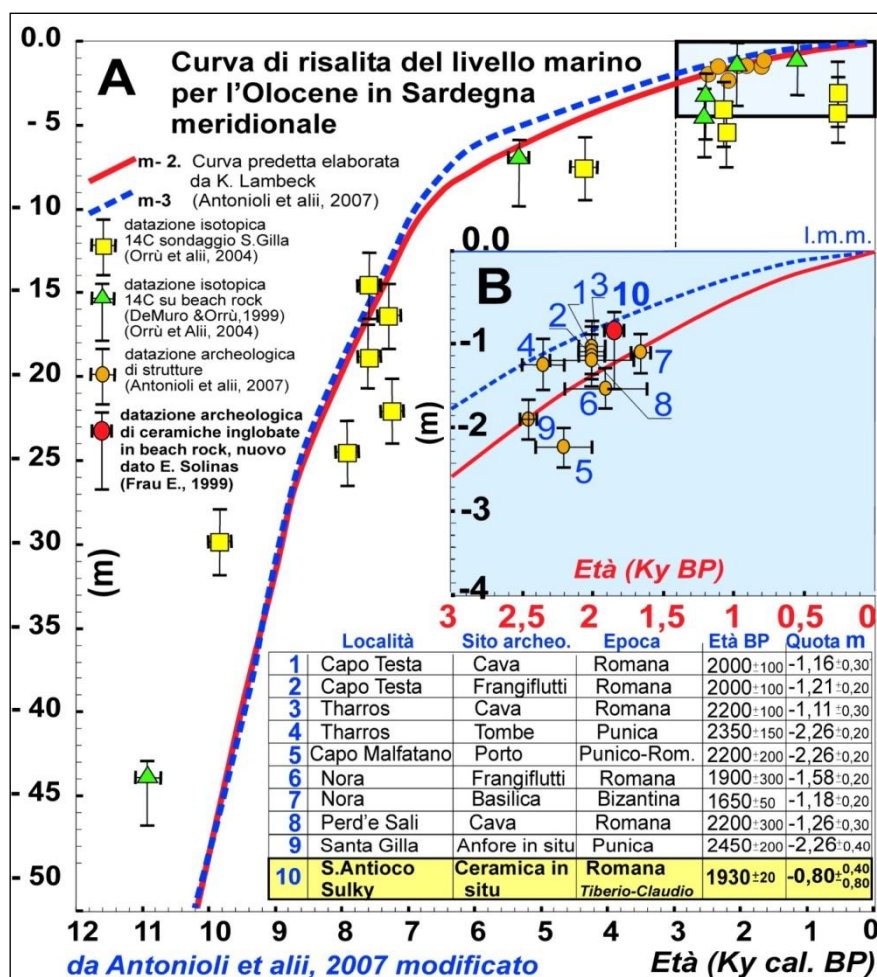 A
Curva di risalita del livello marino
per l'Olocene in Sardegna
meridionale
m- 2. Curva predetta elaborata
da K. Lambeck
m-3 (Antonioli et alii, 2007)
datazione isotopica
14C sondaggio S.Gilla
(Orrù et alii, 2004)
datazione isotopica
14C su beach rock
(DeMuro &Orrù,1999)
(Orrù et Alii, 2004)
datazione archeologica
di strutture
(Antonioli et alii, 2007)
datazione archeologica
di ceramiche inglobate
in beach rock, nuovo
dato E. Solinas
(Frau E., 1999)
0.0
- 5
- 10
- 15
- 20
- 25
- 30
- 35
- 40
- 45
- 50
(m)
12 11 10 9 8 7 6 5 4 3 2 1 0
da Antonioli et alii, 2007 modificato
Età (Ky cal. BP)
B
l.m.m.
0.0
-1
-2
-3
-4
(m)
13
10
2
1
4
7
6
8
9
5
Età (Ky BP)
3 2,5 2 1,5 1 0,5 0
Località Sito archeo. Epoca Età BP Quota m
1 Capo Testa Cava Romana 2000±100 -1,16±0,30
2 Capo Testa Frangiflutti Romana 2000±100 -1,21±0,20
3 Tharros Cava Romana 2200±100 -1,11±0,30
4 Tharros Tombe Punica 2350±150 -2,26±0,20
5 Capo Malfatano Porto Punico-Rom. 2200±200 -2,26±0,20
6 Nora Frangiflutti Romana 1900±300 -1,58±0,20
7 Nora Basilica Bizantina 1650±50 -1,18±0,20
8 Perd'e Sali Cava Romana 2200±300 -1,26±0,30
9 Santa Gilla Anfore in situ Punica 2450±200 -2,26±0,40
10 S.Antioco Sulky Ceramica in situ Romana Tiberio-Claudio 1930±20 -0,80±0,40 ±0,80